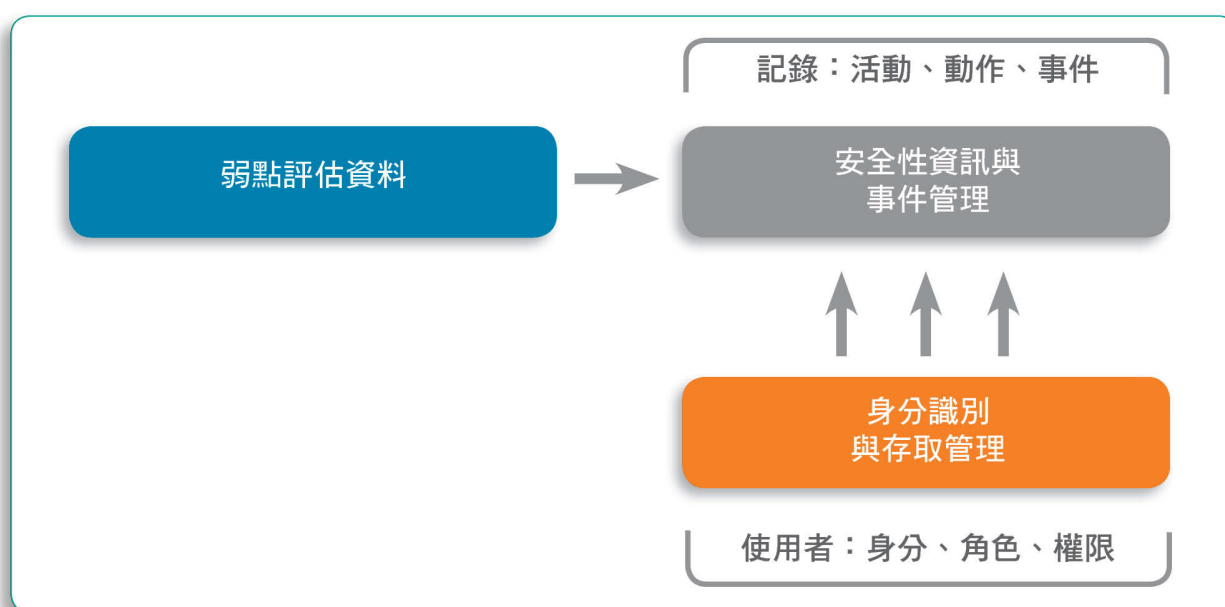 記錄：活動、動作、事件
弱點評估資料
安全性資訊與
事件管理
身分識別
與存取管理
使用者：身分、角色、權限